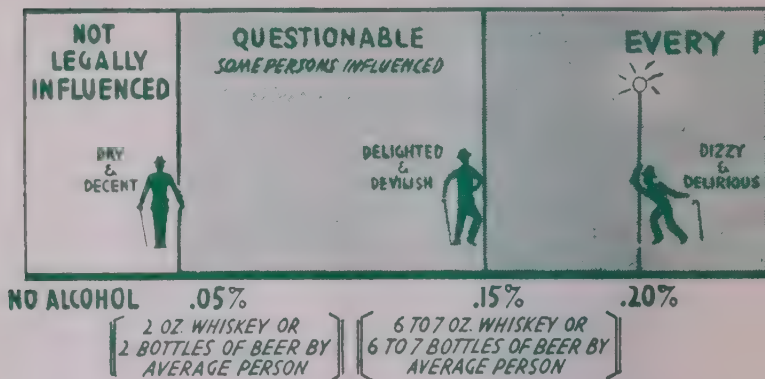 NOT
LEGALLY
INFLUENCED
QUESTIONABLE
SOME PERSONS INFLUENCED
EVERY P
DRY
&
DECENT
DELIGHTED
&
DEVILISH
DIZZY
&
DELIRIOUS
NO ALCOHOL .05% .15% .20%
2 OZ. WHISKEY OR
2 BOTTLES OF BEER BY
AVERAGE PERSON
6 TO 7 OZ. WHISKEY OR
6 TO 7 BOTTLES OF BEER BY
AVERAGE PERSON